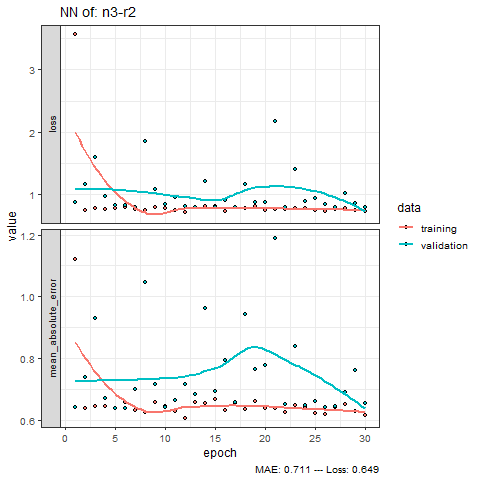 NN of: n3-r2
loss
3
2
1
mean_absolute_error
1.2
1.0
0.8
0.6
value
0
5
10
15
20
25
30
epoch
data
training
validation
MAE: 0.711 --- Loss: 0.649